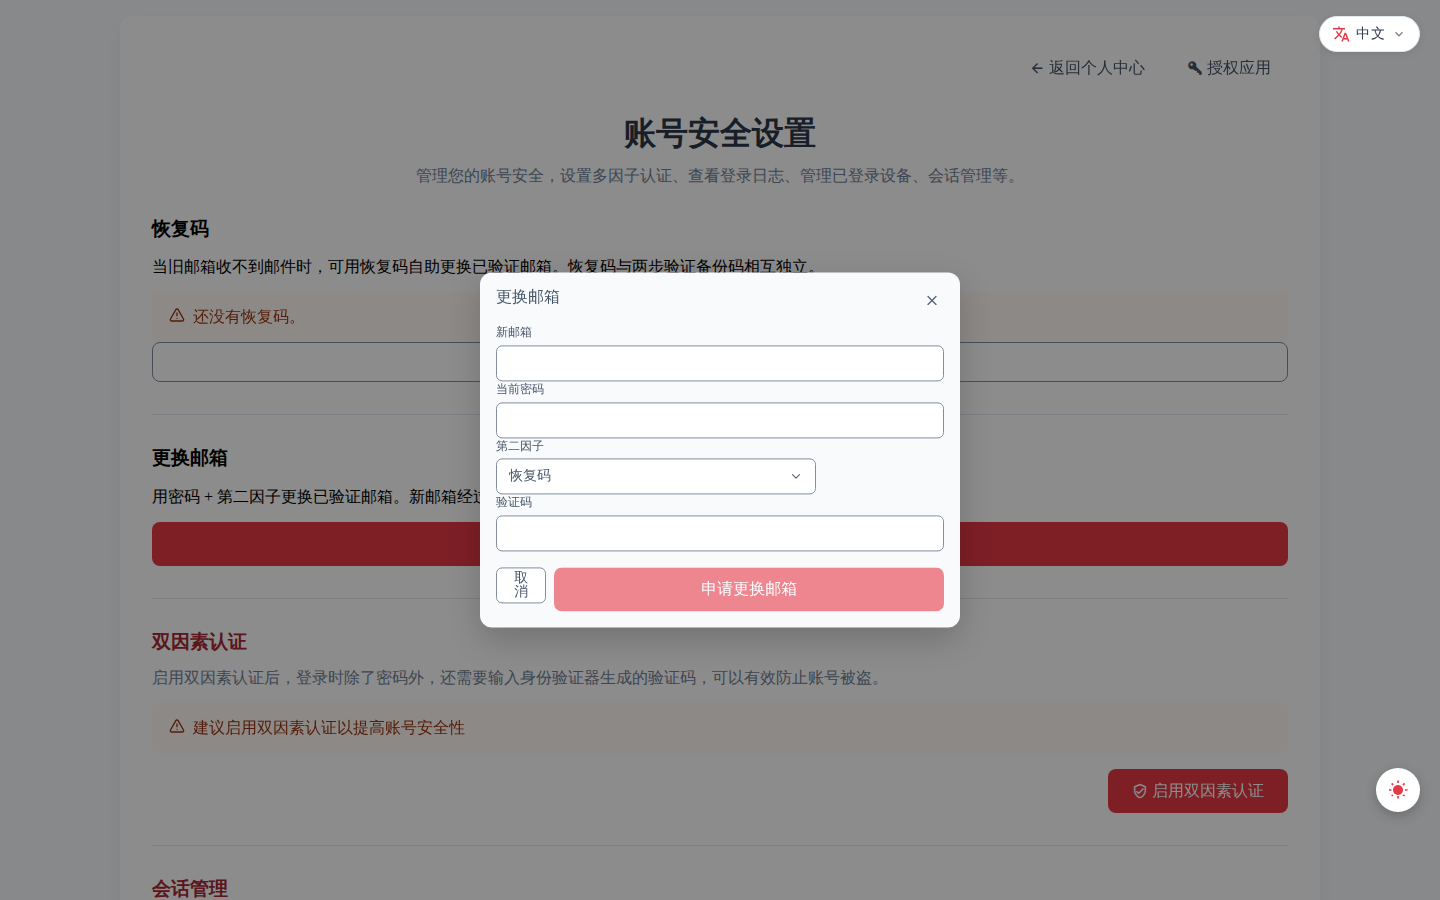 中文
返回个人中心
授权应用
账号安全设置
管理您的账号安全，设置多因子认证、查看登录日志、管理已登录设备、会话管理等。
恢复码
当旧邮箱收不到邮件时，可用恢复码自助更换已验证邮箱。恢复码与两步验证备份码相互独立。
还没有恢复码。
更换邮箱
用密码 + 第二因子更换已验证邮箱。新邮箱经过
更换邮箱
新邮箱
当前密码
第二因子
恢复码
验证码
取消
申请更换邮箱
双因素认证
启用双因素认证后，登录时除了密码外，还需要输入身份验证器生成的验证码，可以有效防止账号被盗。
建议启用双因素认证以提高账号安全性
启用双因素认证
会话管理